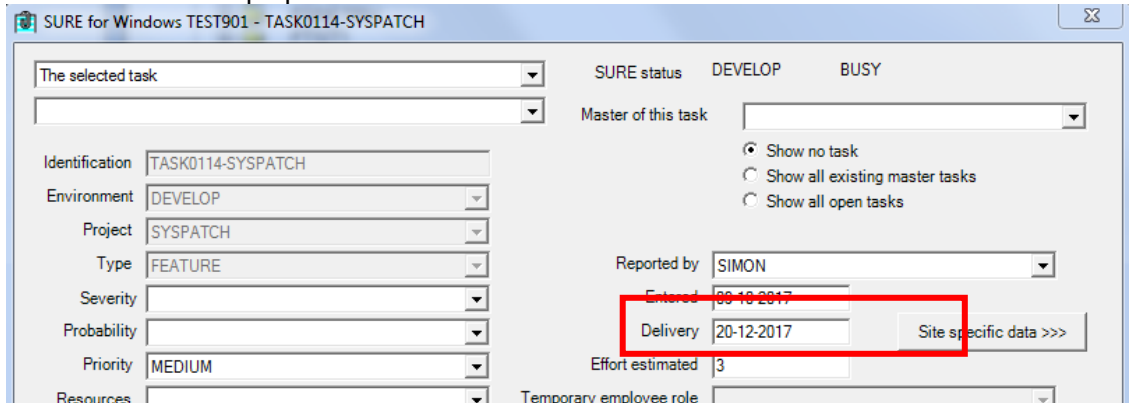 SURE for Windows TEST901 - TASK0114-SYSPATCH
The selected task
SURE status DEVELOP BUSY
Master of this task
Identification TASK0114-SYSPATCH
Show no task
Show all existing master tasks
Environment DEVELOP
Show all open tasks
Project SYSPATCH
Type FEATURE
Reported by SIMON
Severity
Entered
Probability
Delivery 20-12-2017
Site specific data >>>
Priority MEDIUM
Effort estimated 3
Resources
Temporary employee role